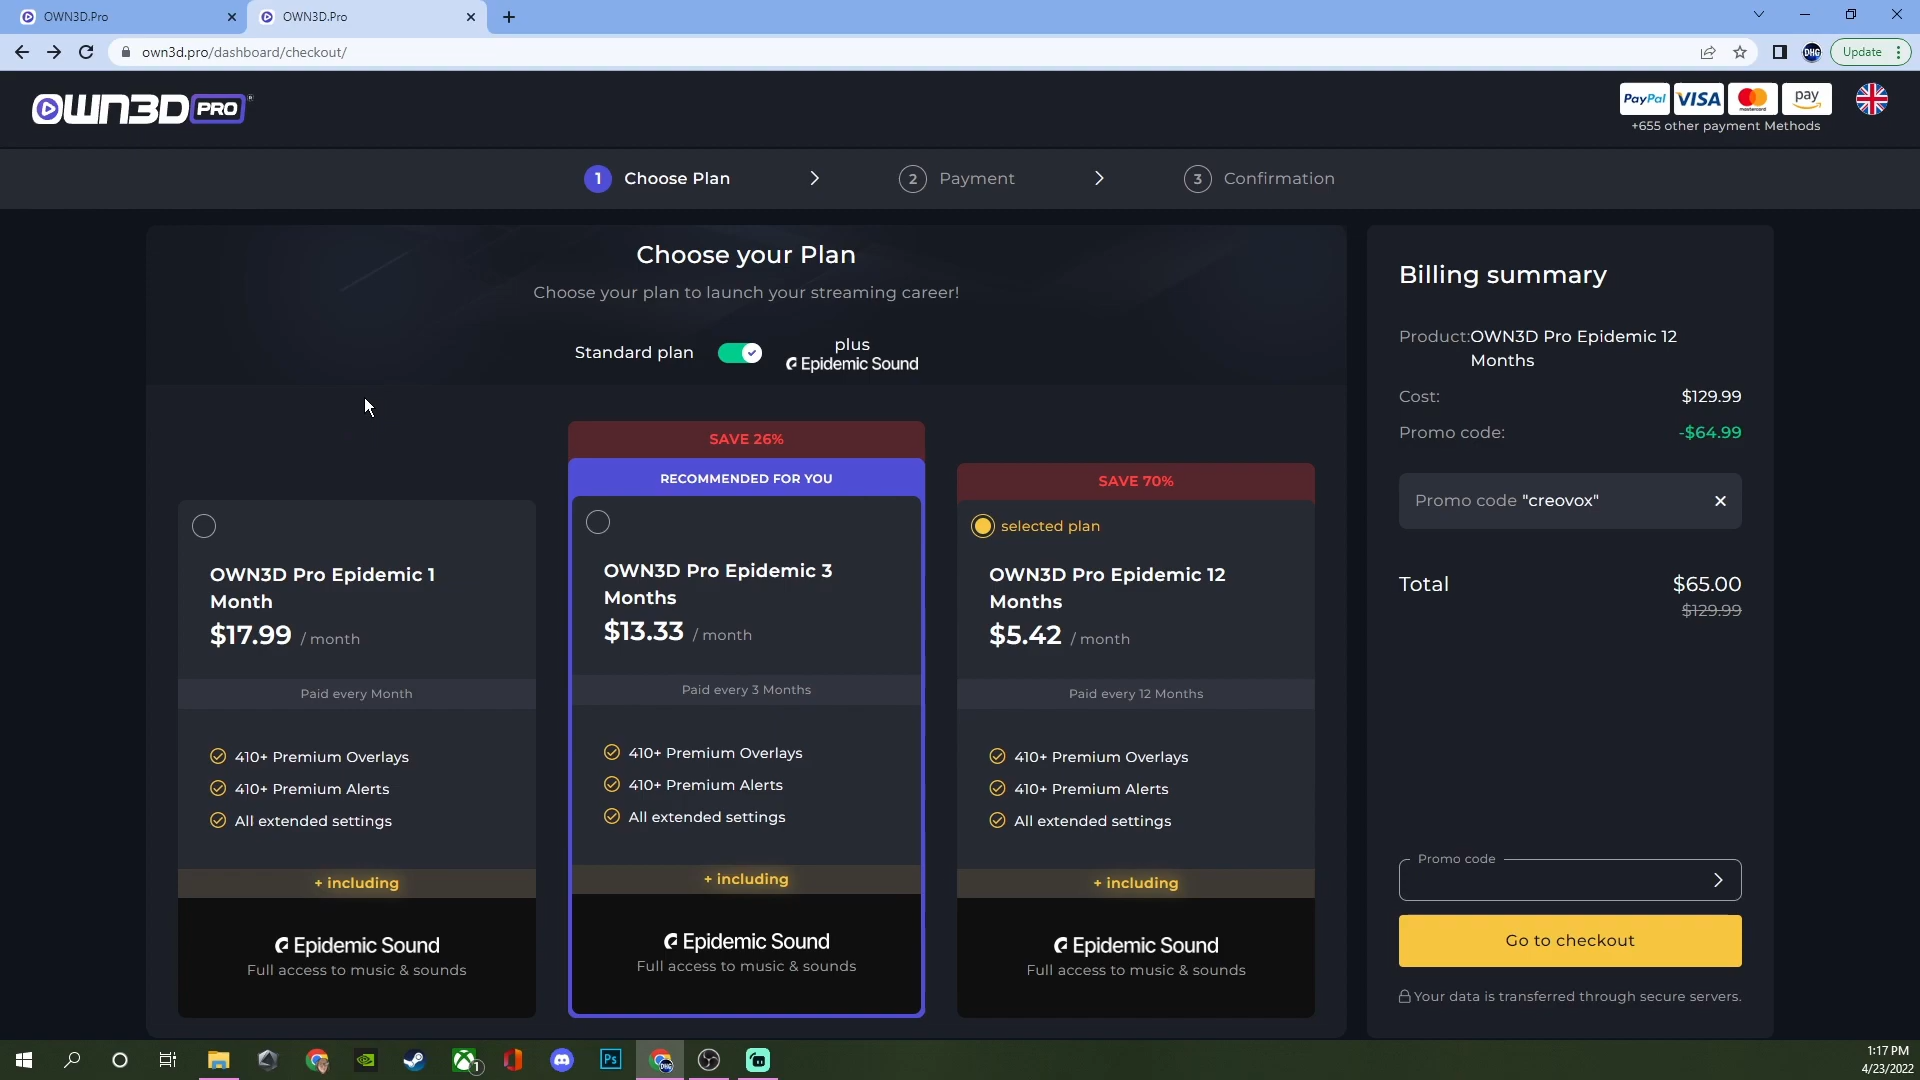 OWN3D.Pro
OWN3D.Pro
own3d.pro/dashboard/checkout/
DHG
Update
OWN3D PRO
PayPal VISA mastercard pay
+655 other payment Methods
1 Choose Plan
2 Payment
3 Confirmation
Choose your Plan
Choose your plan to launch your streaming career!
Standard plan
plus
Epidemic Sound
SAVE 26%
RECOMMENDED FOR YOU
SAVE 70%
selected plan
OWN3D Pro Epidemic 1
Month
$17.99 / month
Paid every Month
410+ Premium Overlays
410+ Premium Alerts
All extended settings
+ including
Epidemic Sound
Full access to music & sounds
OWN3D Pro Epidemic 3
Months
$13.33 / month
Paid every 3 Months
410+ Premium Overlays
410+ Premium Alerts
All extended settings
+ including
Epidemic Sound
Full access to music & sounds
OWN3D Pro Epidemic 12
Months
$5.42 / month
Paid every 12 Months
410+ Premium Overlays
410+ Premium Alerts
All extended settings
+ including
Epidemic Sound
Full access to music & sounds
Billing summary
Product: OWN3D Pro Epidemic 12
Months
Cost: $129.99
Promo code: -$64.99
Promo code "creovox"
Total $65.00
$129.99
Promo code
Go to checkout
Your data is transferred through secure servers.
1
Ps
DHG
1:17 PM
4/23/2022